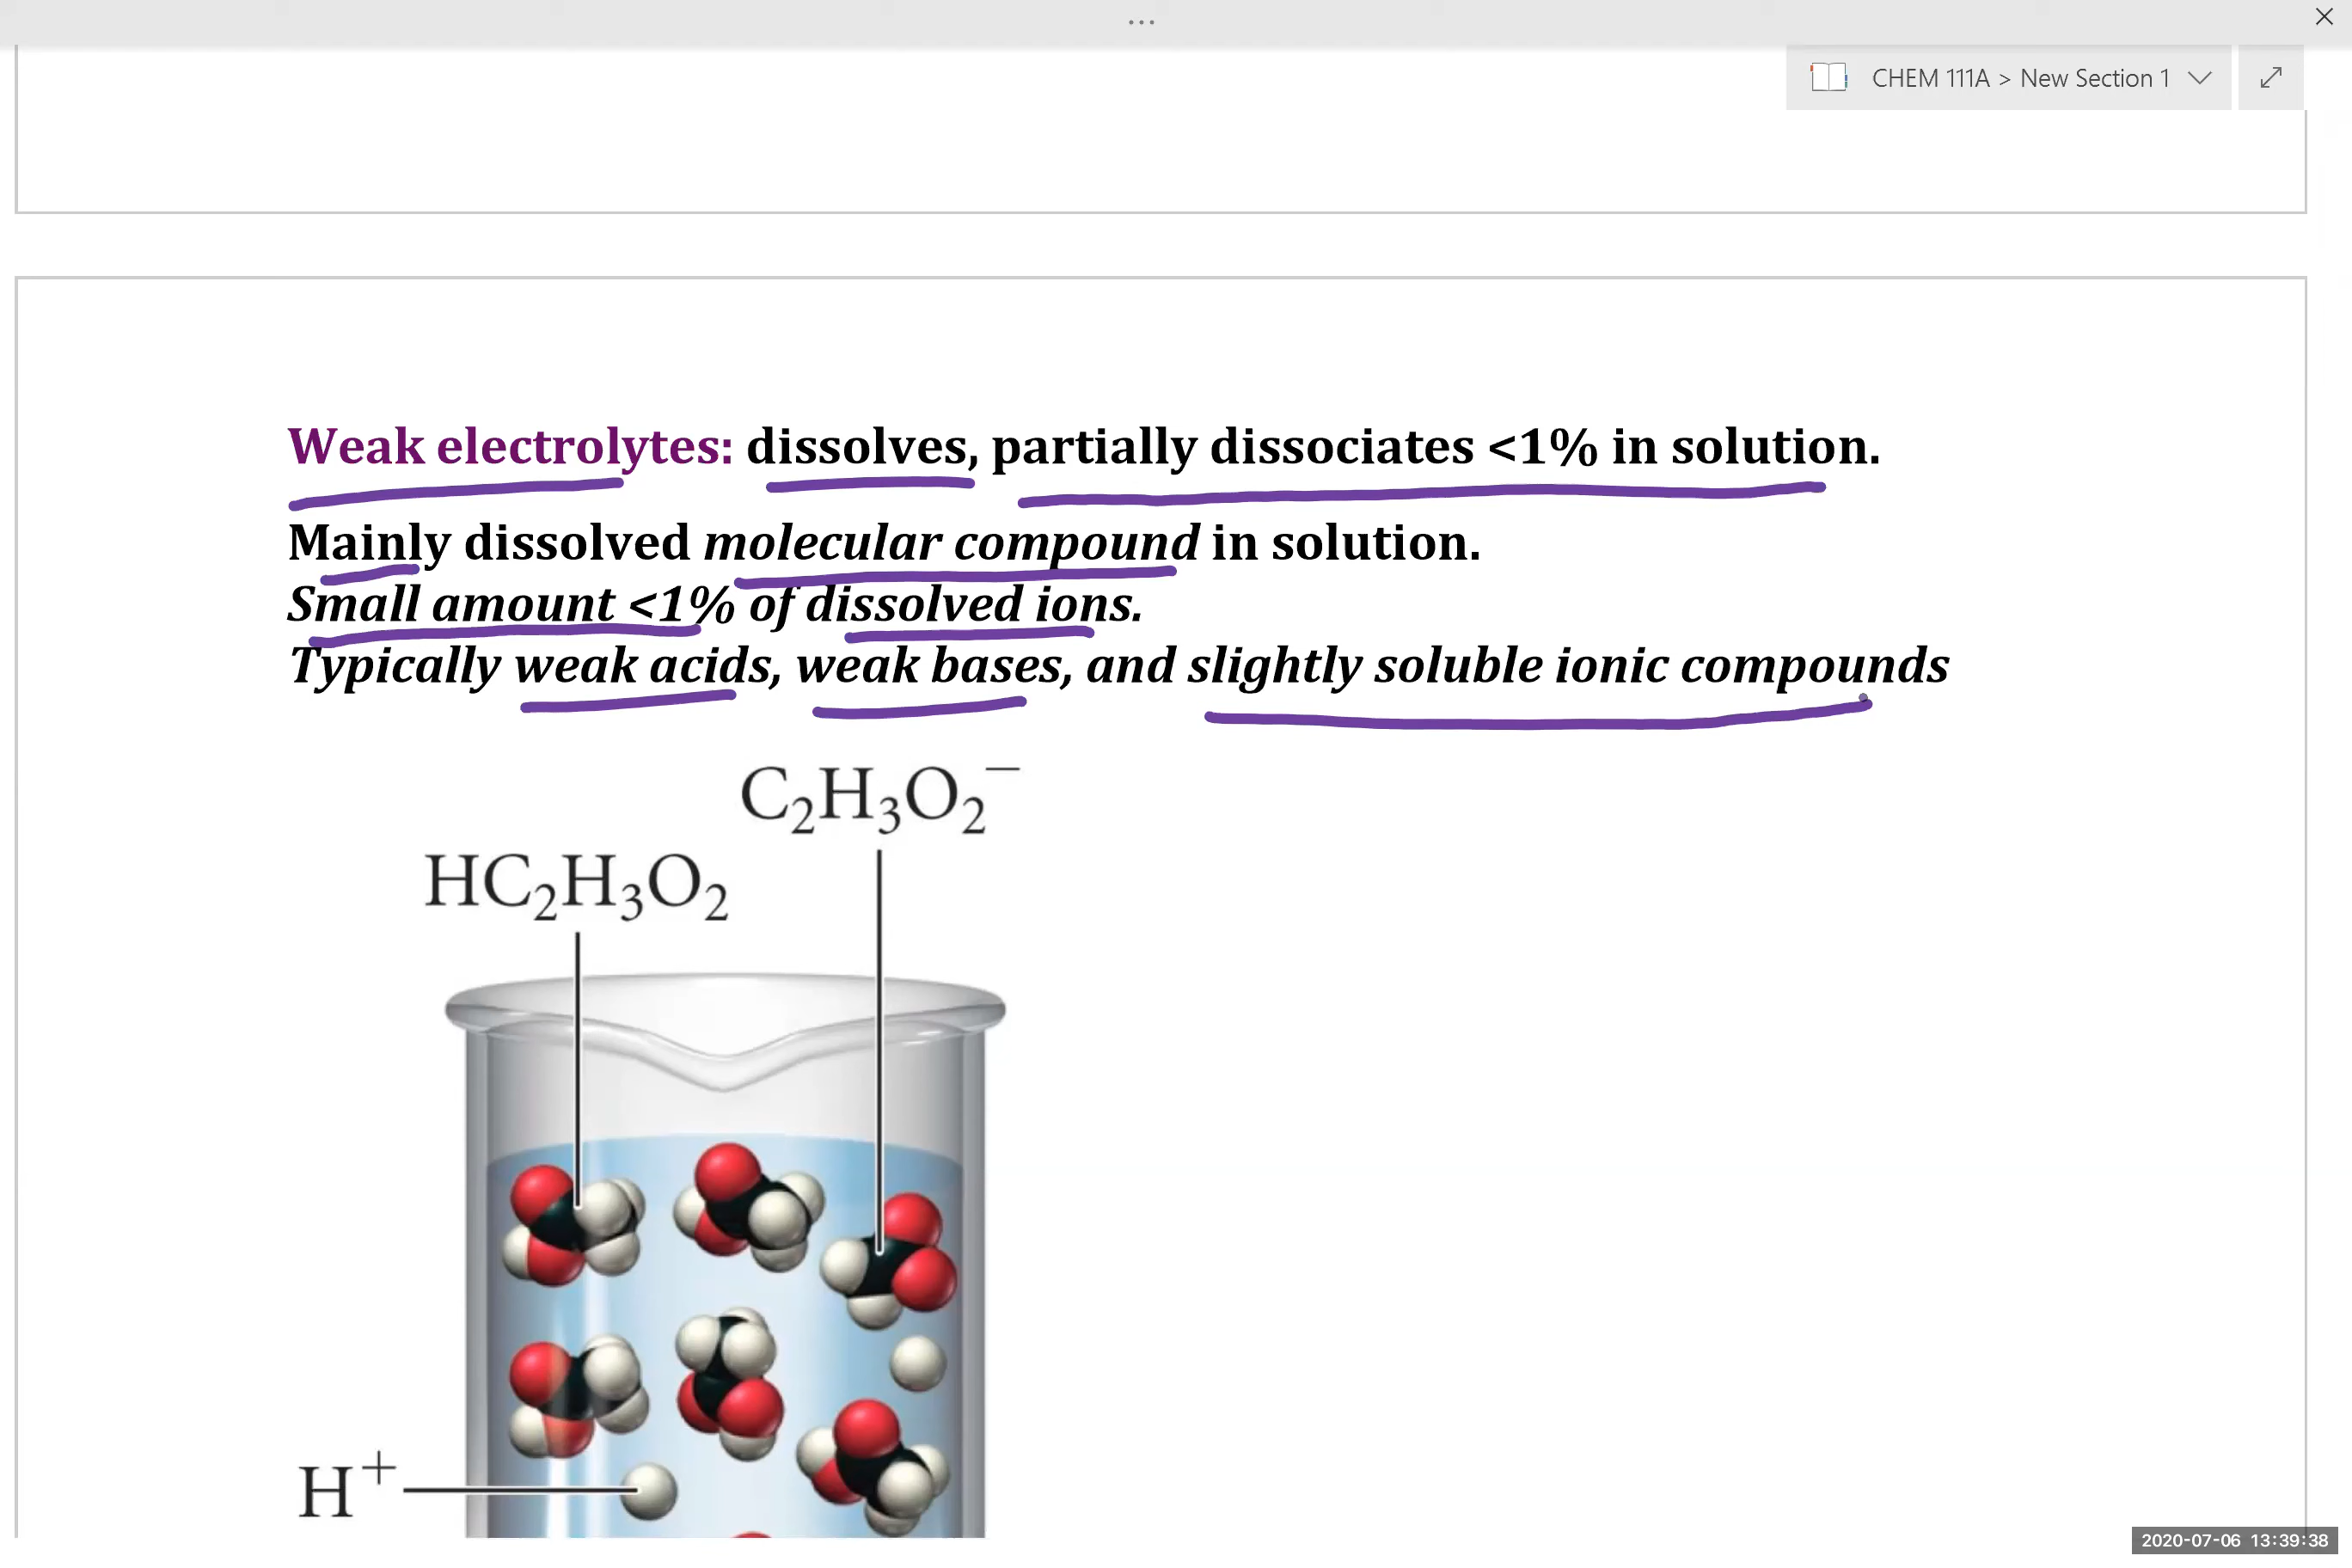 ...
CHEM 111A > New Section 1
Weak electrolytes: dissolves, partially dissociates <1% in solution.
Mainly dissolved molecular compound in solution.
Small amount <1% of dissolved ions.
Typically weak acids, weak bases, and slightly soluble ionic compounds
C₂H₃O₂⁻
HC₂H₃O₂
H⁺
2020-07-06 13:39:38